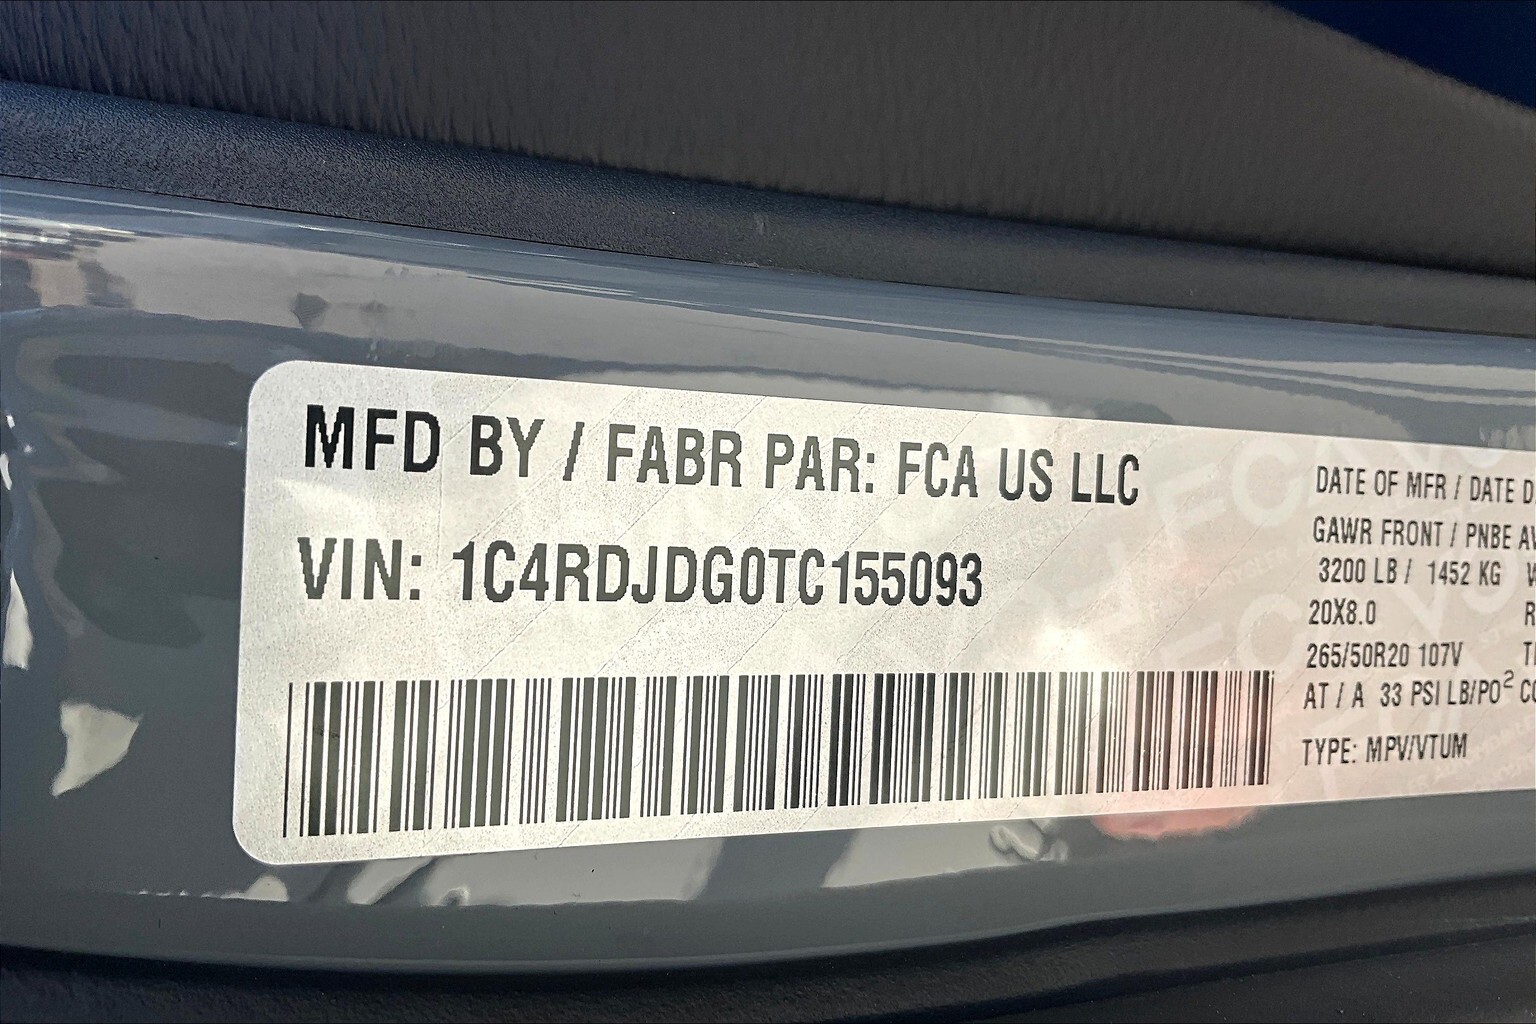 MFD BY / FABR PAR: FCA US LLC
VIN: 1C4RDJDG0TC155093
DATE OF MFR / DATE D
GAWR FRONT / PNBE AV
3200 LB / 1452 KG
20X8.0
265/50R20 107V
AT / A 33 PSI LB/PO²
TYPE: MPV/VTUM